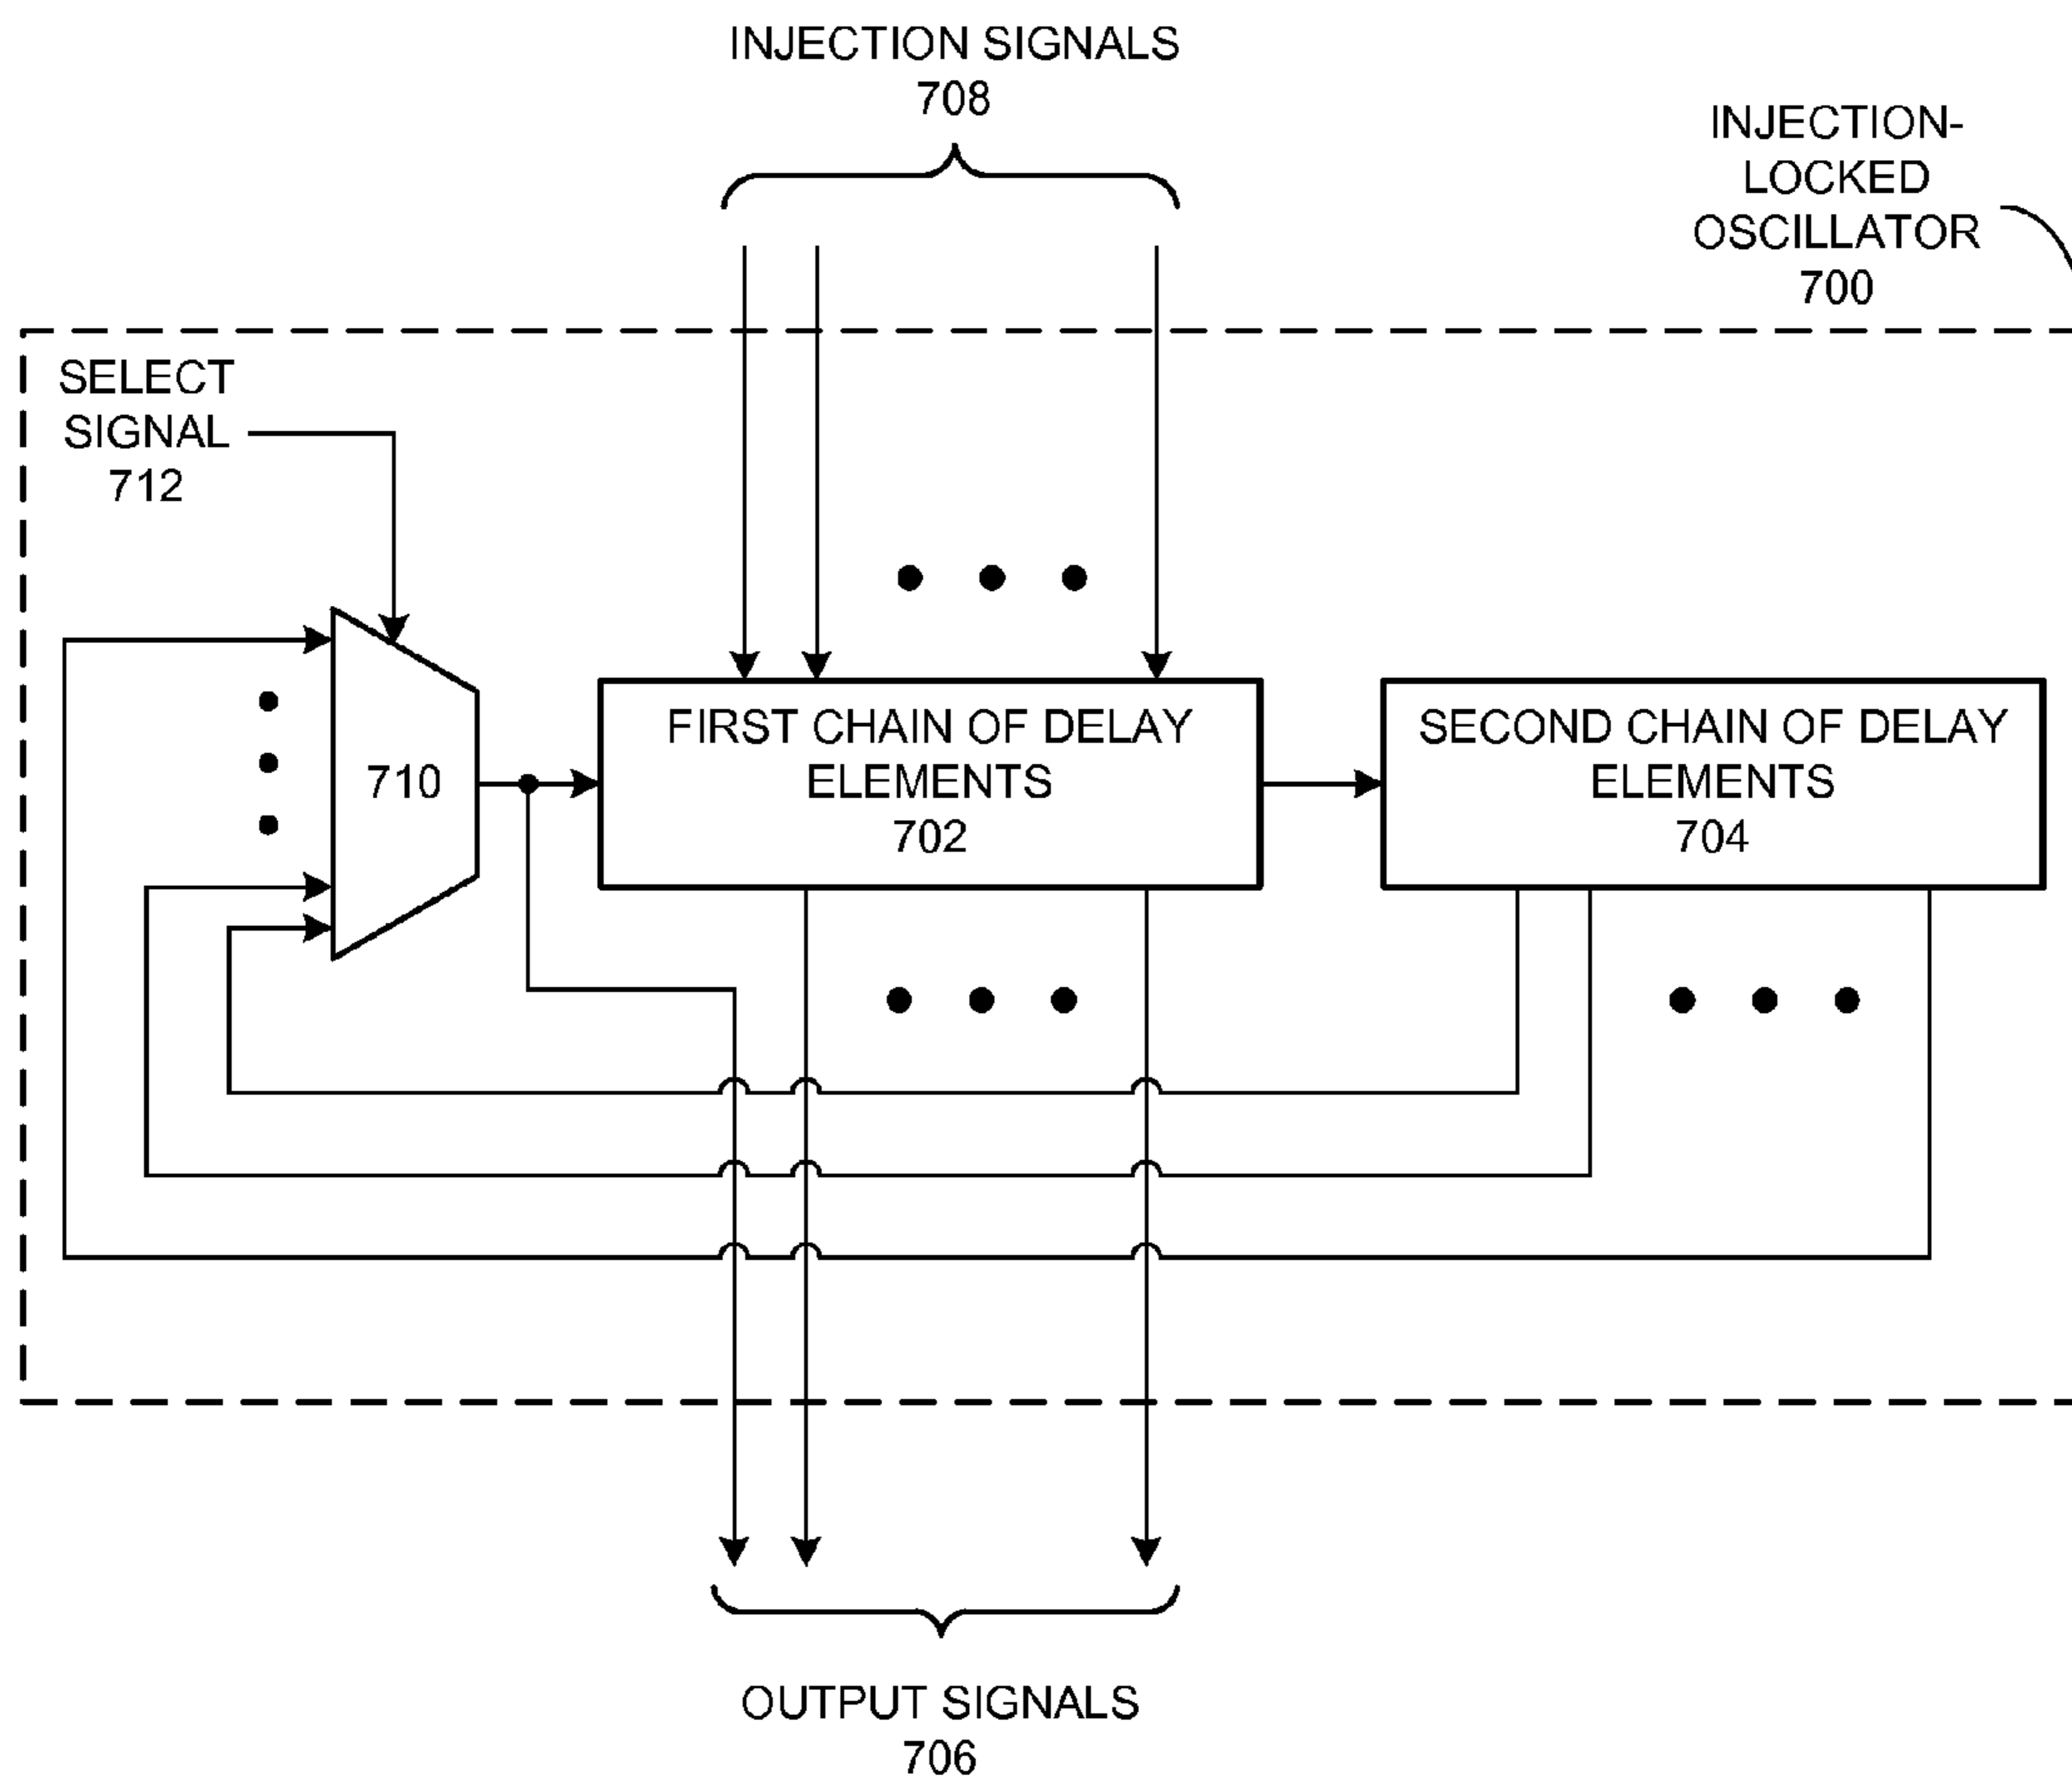 INJECTION SIGNALS
708
INJECTION-
LOCKED
OSCILLATOR
700
SELECT
SIGNAL
712
710
FIRST CHAIN OF DELAY
ELEMENTS
702
SECOND CHAIN OF DELAY
ELEMENTS
704
OUTPUT SIGNALS
706